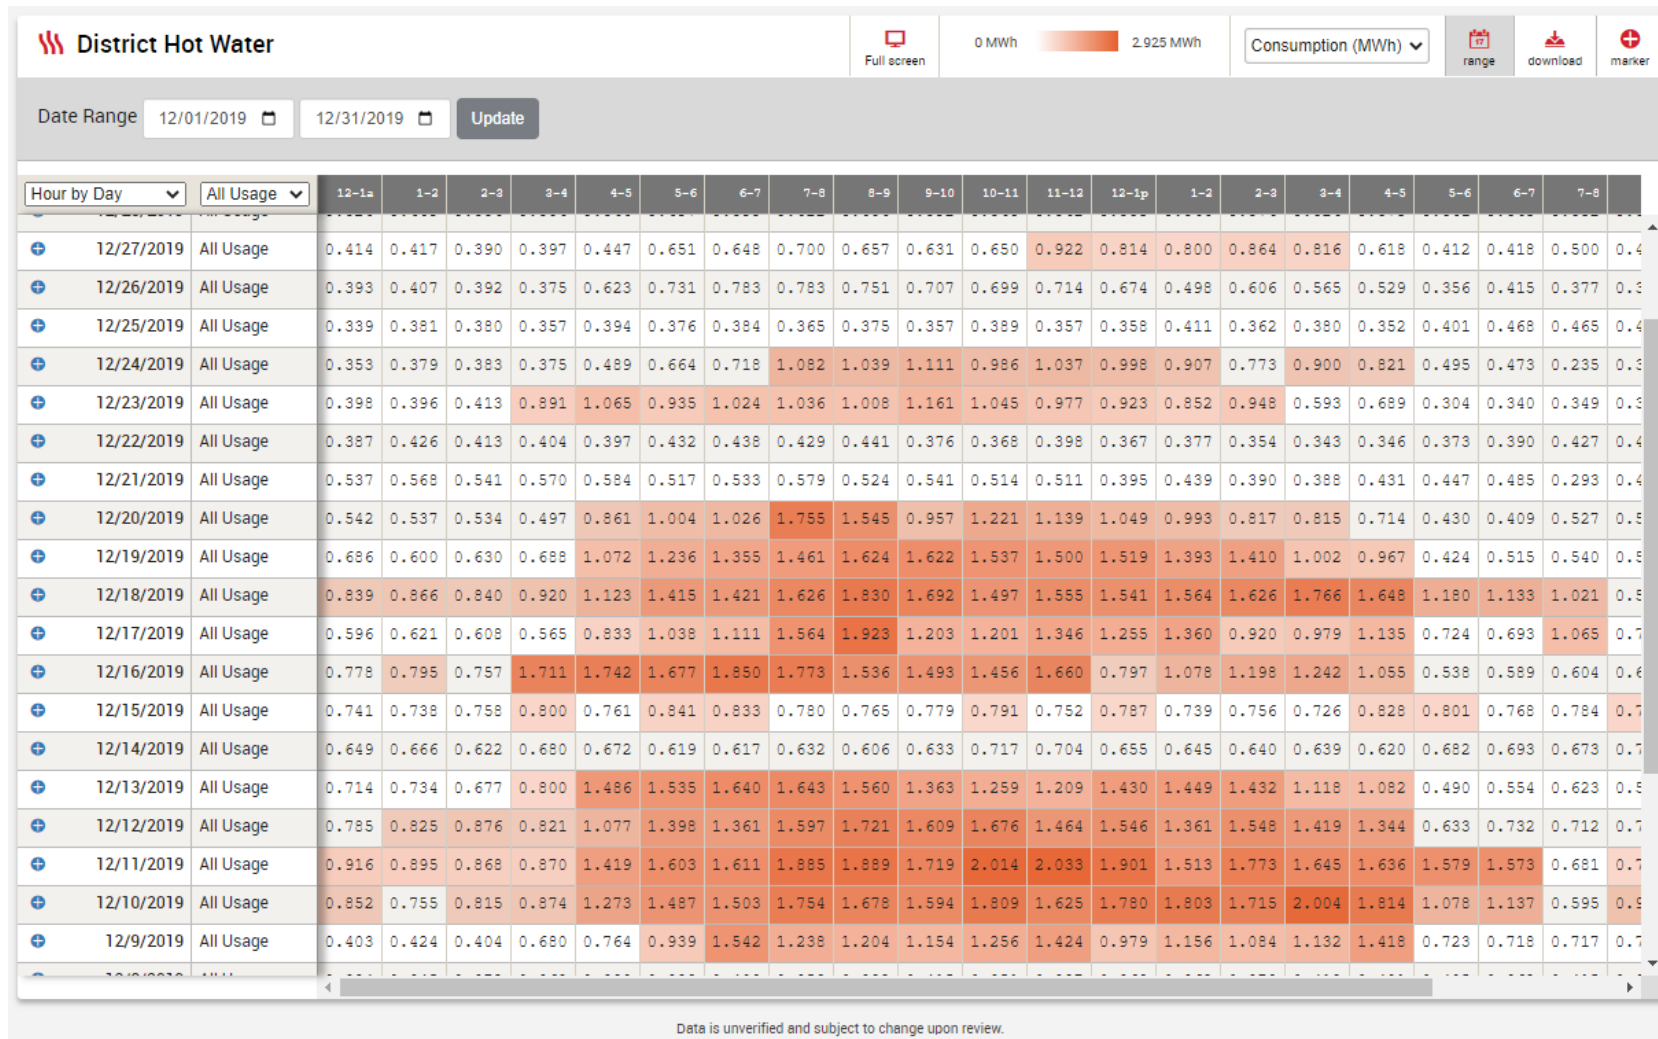 District Hot Water
Full screen
0 MWh
2.925 MWh
Consumption (MWh)
range
download
marker
Date Range 12/01/2019 12/31/2019 Update
Hour by Day All Usage 12-1a 1-2 2-3 3-4 4-5 5-6 6-7 7-8 8-9 9-10 10-11 11-12 12-1p 1-2 2-3 3-4 4-5 5-6 6-7 7-8
12/27/2019 All Usage 0.414 0.417 0.390 0.397 0.447 0.651 0.648 0.700 0.657 0.631 0.650 0.922 0.814 0.800 0.864 0.816 0.618 0.412 0.418 0.500 0.4
12/26/2019 All Usage 0.393 0.407 0.392 0.375 0.623 0.731 0.783 0.783 0.751 0.707 0.699 0.714 0.674 0.498 0.606 0.565 0.529 0.356 0.415 0.377 0.3
12/25/2019 All Usage 0.339 0.381 0.380 0.357 0.394 0.376 0.384 0.365 0.375 0.357 0.389 0.357 0.358 0.411 0.362 0.380 0.352 0.401 0.468 0.465 0.4
12/24/2019 All Usage 0.353 0.379 0.383 0.375 0.489 0.664 0.718 1.082 1.039 1.111 0.986 1.037 0.998 0.907 0.773 0.900 0.821 0.495 0.473 0.235 0.3
12/23/2019 All Usage 0.398 0.396 0.413 0.891 1.065 0.935 1.024 1.036 1.008 1.161 1.045 0.977 0.923 0.852 0.948 0.593 0.689 0.304 0.340 0.349 0.3
12/22/2019 All Usage 0.387 0.426 0.413 0.404 0.397 0.432 0.438 0.429 0.441 0.376 0.368 0.398 0.367 0.377 0.354 0.343 0.346 0.373 0.390 0.427 0.4
12/21/2019 All Usage 0.537 0.568 0.541 0.570 0.584 0.517 0.533 0.579 0.524 0.541 0.514 0.511 0.395 0.439 0.390 0.388 0.431 0.447 0.485 0.293 0.4
12/20/2019 All Usage 0.542 0.537 0.534 0.497 0.861 1.004 1.026 1.755 1.545 0.957 1.221 1.139 1.049 0.993 0.817 0.815 0.714 0.430 0.409 0.527 0.5
12/19/2019 All Usage 0.686 0.600 0.630 0.688 1.072 1.236 1.355 1.461 1.624 1.622 1.537 1.500 1.519 1.393 1.410 1.002 0.967 0.424 0.515 0.540 0.5
12/18/2019 All Usage 0.839 0.866 0.840 0.920 1.123 1.415 1.421 1.626 1.830 1.692 1.497 1.555 1.541 1.564 1.626 1.766 1.648 1.180 1.133 1.021 0.5
12/17/2019 All Usage 0.596 0.621 0.608 0.565 0.833 1.038 1.111 1.564 1.923 1.203 1.201 1.346 1.255 1.360 0.920 0.979 1.135 0.724 0.693 1.065 0.7
12/16/2019 All Usage 0.778 0.795 0.757 1.711 1.742 1.677 1.850 1.773 1.536 1.493 1.456 1.660 0.797 1.078 1.198 1.242 1.055 0.538 0.589 0.604 0.6
12/15/2019 All Usage 0.741 0.738 0.758 0.800 0.761 0.841 0.833 0.780 0.765 0.779 0.791 0.752 0.787 0.739 0.756 0.726 0.828 0.801 0.768 0.784 0.7
12/14/2019 All Usage 0.649 0.666 0.622 0.680 0.672 0.619 0.617 0.632 0.606 0.633 0.717 0.704 0.655 0.645 0.640 0.639 0.620 0.682 0.693 0.673 0.7
12/13/2019 All Usage 0.714 0.734 0.677 0.800 1.486 1.535 1.640 1.643 1.560 1.363 1.259 1.209 1.430 1.449 1.432 1.118 1.082 0.490 0.554 0.623 0.5
12/12/2019 All Usage 0.785 0.825 0.876 0.821 1.077 1.398 1.361 1.597 1.721 1.609 1.676 1.464 1.546 1.361 1.548 1.419 1.344 0.633 0.732 0.712 0.7
12/11/2019 All Usage 0.916 0.895 0.868 0.870 1.419 1.603 1.611 1.885 1.889 1.719 2.014 2.033 1.901 1.513 1.773 1.645 1.636 1.579 1.573 0.681 0.7
12/10/2019 All Usage 0.852 0.755 0.815 0.874 1.273 1.487 1.503 1.754 1.678 1.594 1.809 1.625 1.780 1.803 1.715 2.004 1.814 1.078 1.137 0.595 0.9
12/9/2019 All Usage 0.403 0.424 0.404 0.680 0.764 0.939 1.542 1.238 1.204 1.154 1.256 1.424 0.979 1.156 1.084 1.132 1.418 0.723 0.718 0.717 0.7
Data is unverified and subject to change upon review.